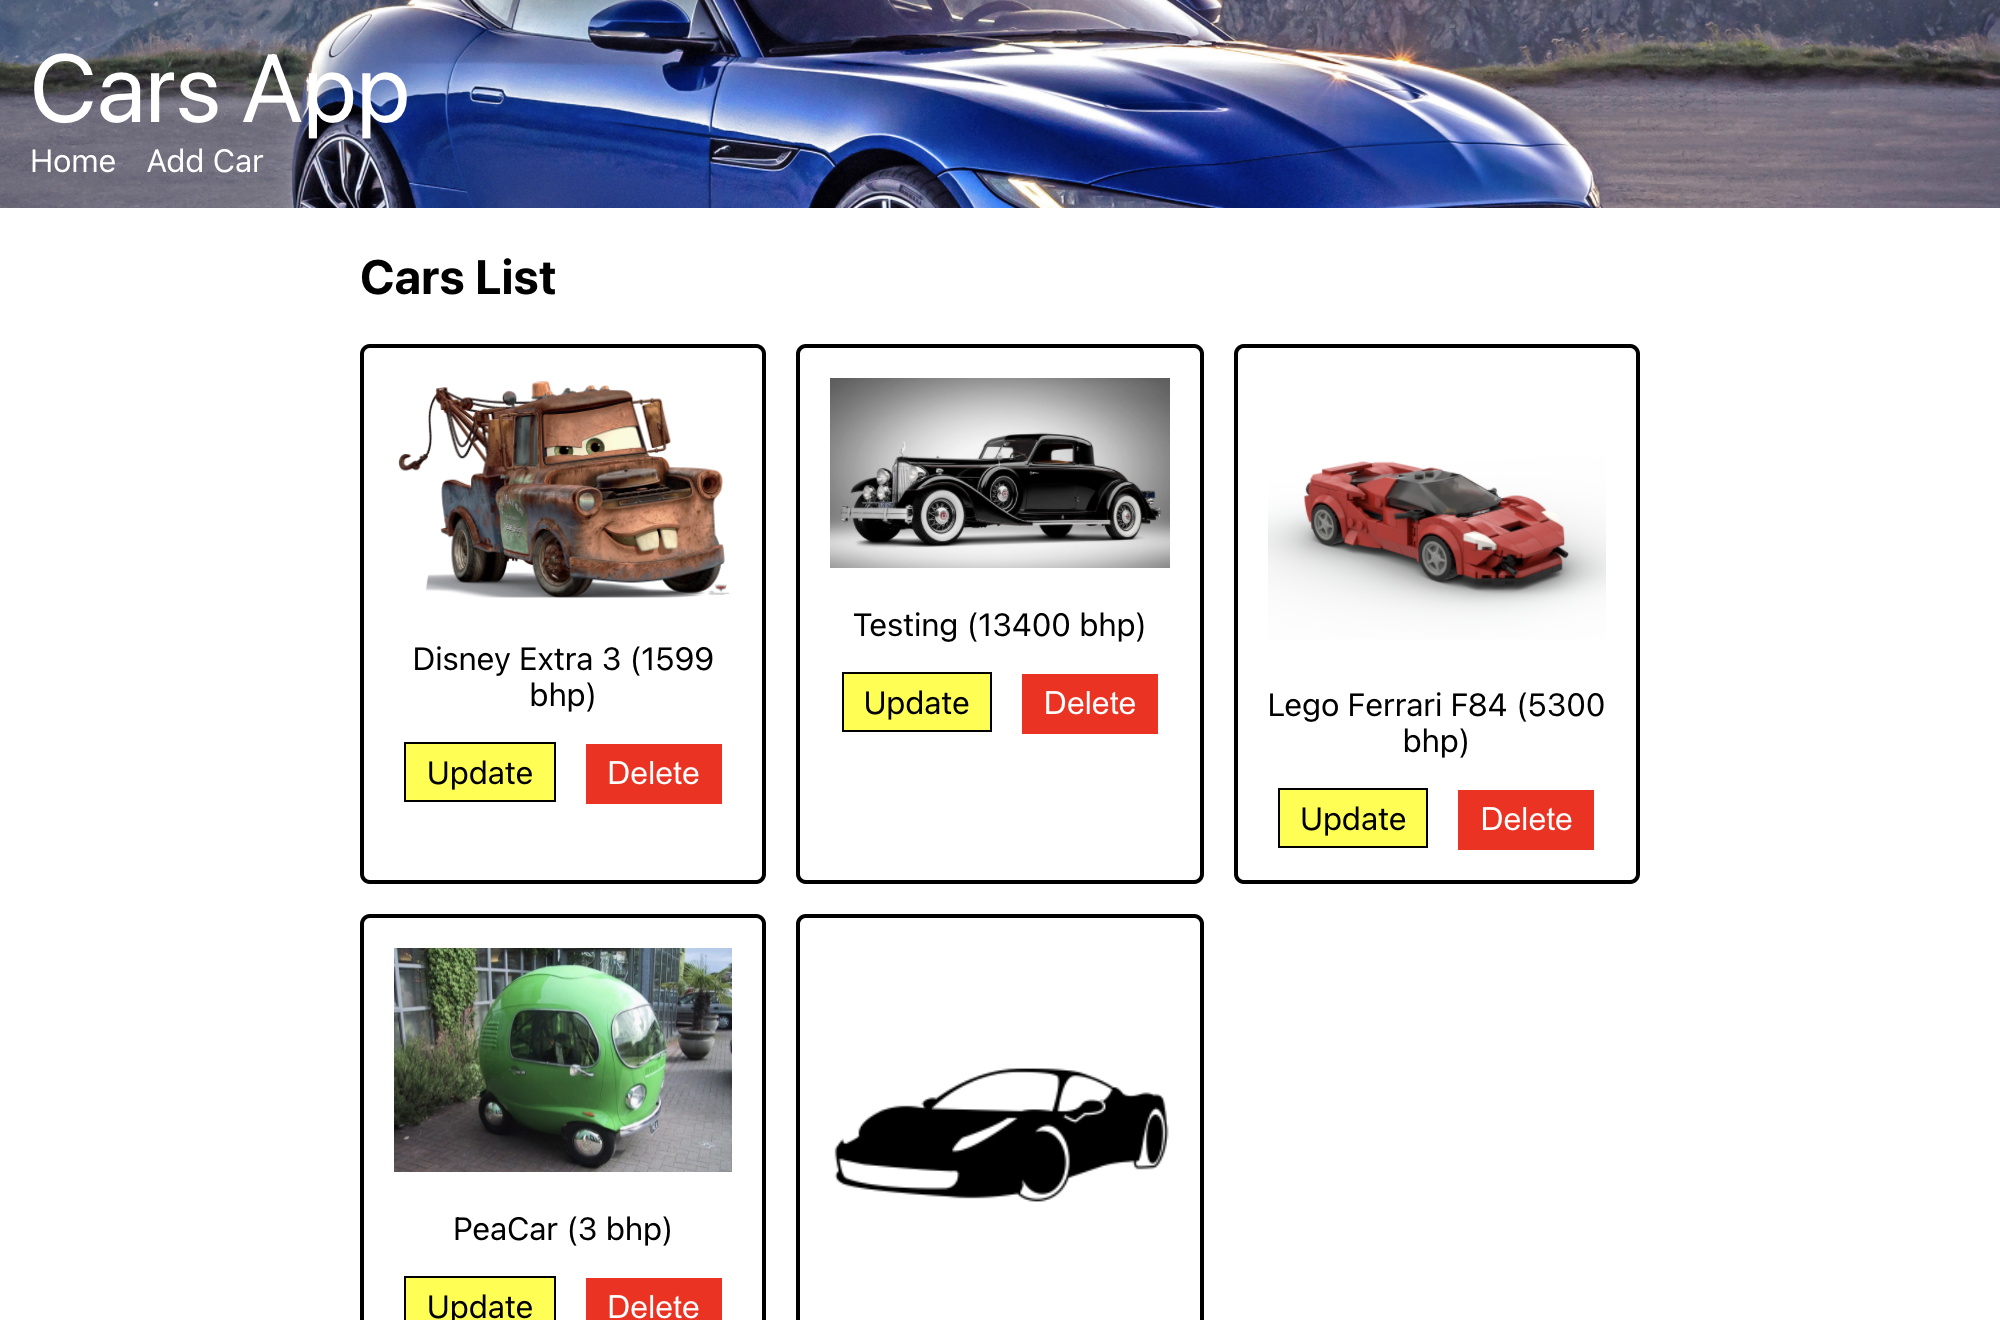 Cars App
Home Add Car
Cars List
Disney Extra 3 (1599
bhp)
Update Delete
Testing (13400 bhp)
Update Delete
Lego Ferrari F84 (5300
bhp)
Update Delete
PeaCar (3 bhp)
Update Delete